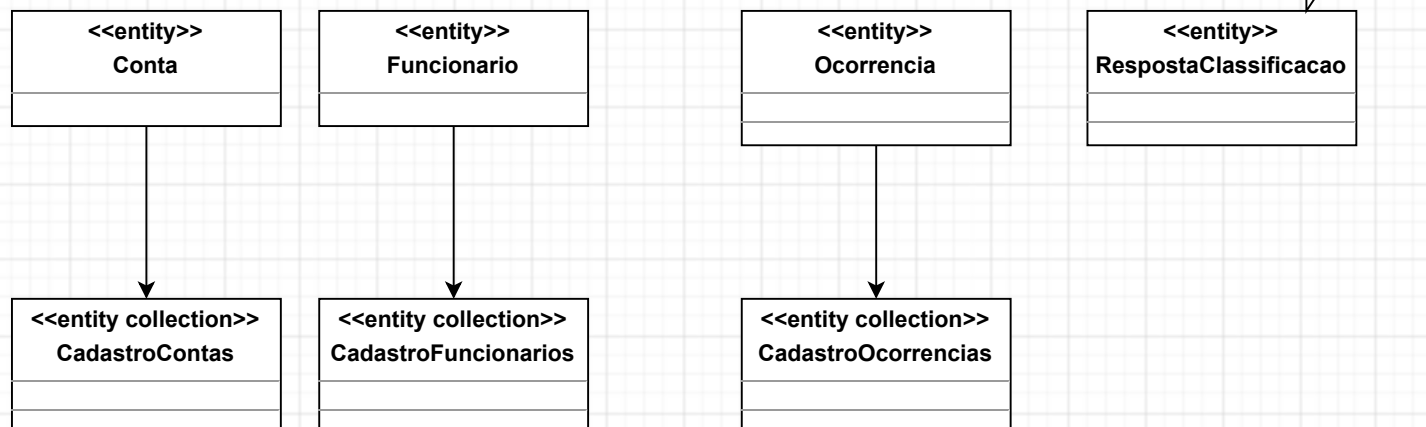 <<entity>>
Conta
<<entity>>
Funcionario
<<entity>>
Ocorrencia
<<entity>>
RespostaClassificacao
<<entity collection>>
CadastroContas
<<entity collection>>
CadastroFuncionarios
<<entity collection>>
CadastroOcorrencias